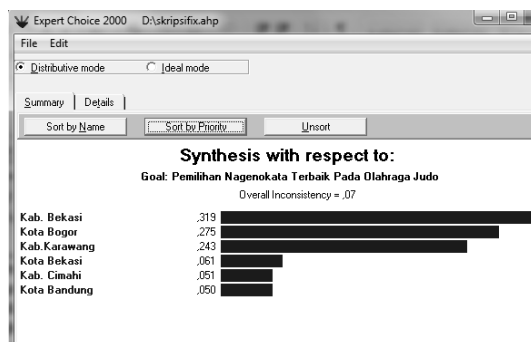 Expert Choice 2000 D:\skripsifix.ahp
File Edit
Distributive mode Ideal mode
Summary Details
Sort by Name Sort by Priority Unsort
Synthesis with respect to:
Goal: Pemilihan Nagenokata Terbaik Pada Olahraga Judo
Overall Inconsistency = ,07
Kab. Bekasi ,319
Kota Bogor ,275
Kab.Karawang ,243
Kota Bekasi ,061
Kab. Cimahi ,051
Kota Bandung ,050